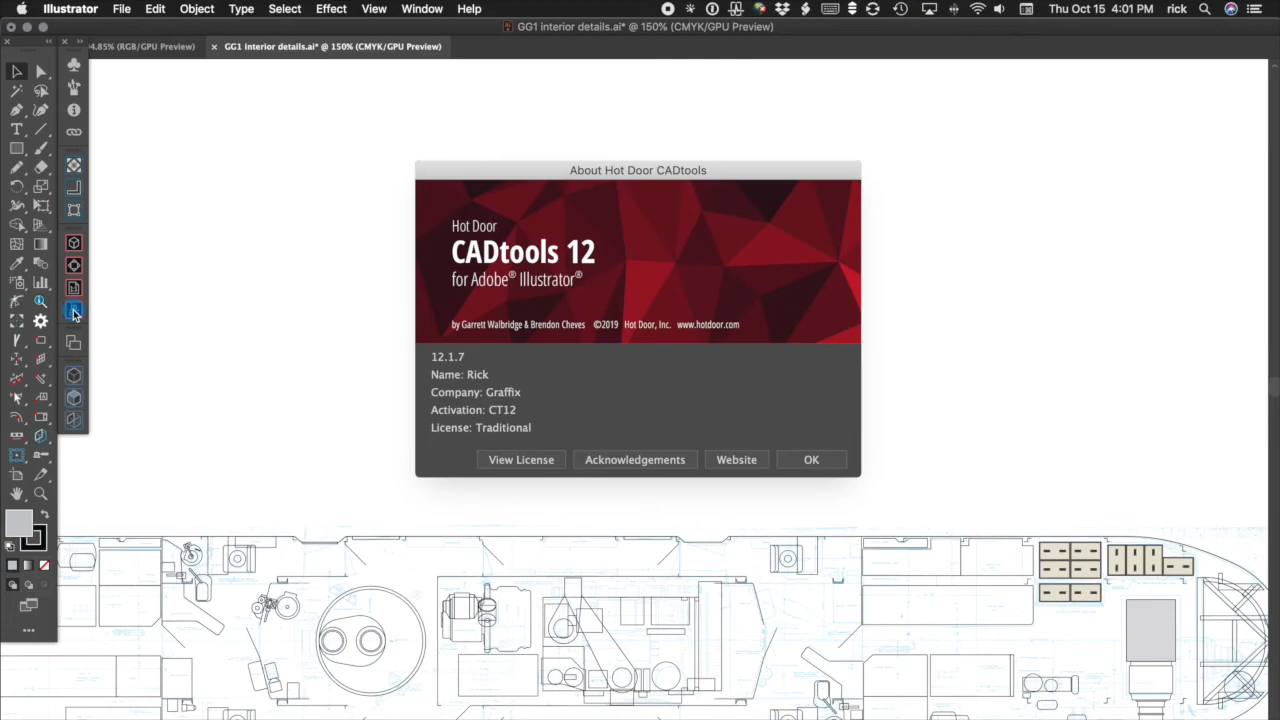 Illustrator File Edit Object Type Select Effect View Window Help Thu Oct 15 4:01 PM rick
GG1 interior details.ai* @ 150% (CMYK/GPU Preview)
4.85% (RGB/GPU Preview) GG1 interior details.ai* @ 150% (CMYK/GPU Preview)
About Hot Door CADtools
Hot Door
CADtools 12
for Adobe® Illustrator®
by Garrett Walbridge & Brendon Cheves ©2019 Hot Door, Inc. www.hotdoor.com
12.1.7
Name: Rick
Company: Graffix
Activation: CT12
License: Traditional
View License Acknowledgements Website OK